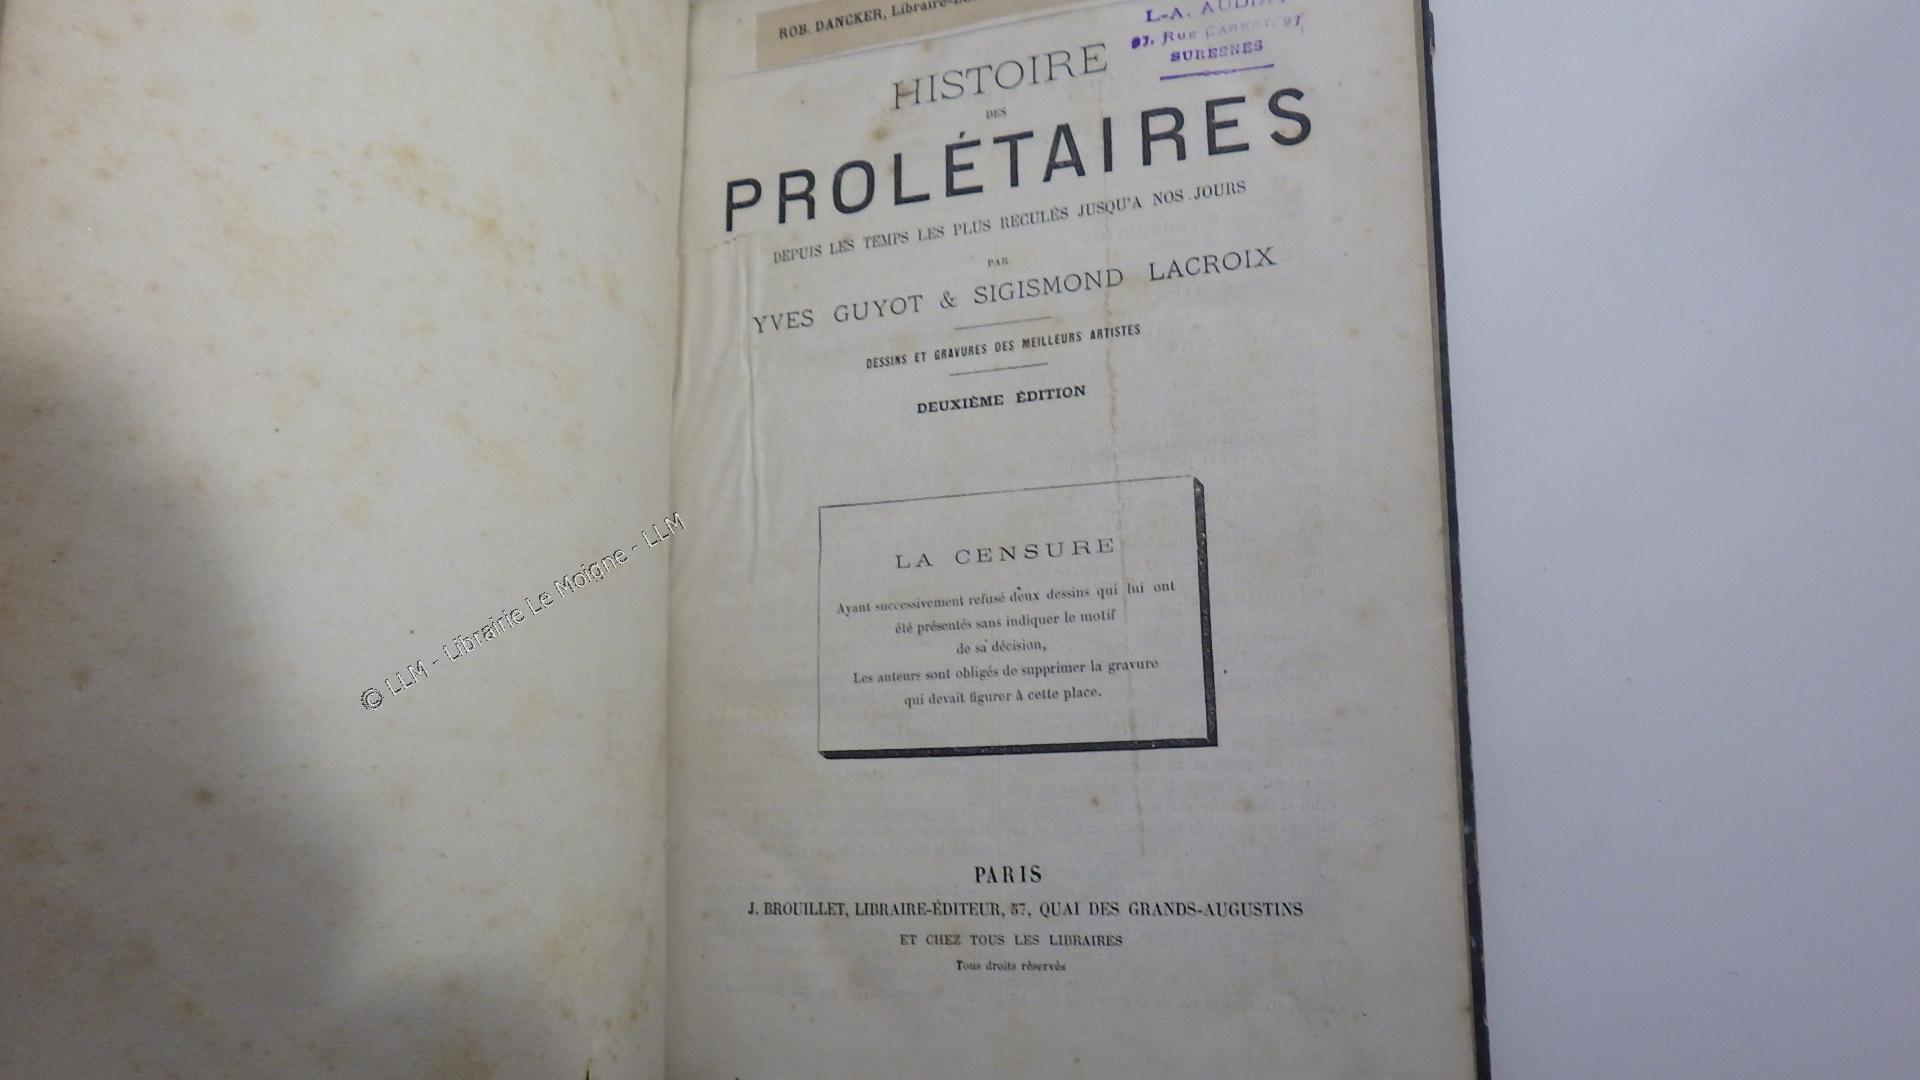 ROB. DANCKER, Libraire-
L-A.
97, RUE CARNOT, 97
SURESNES
HISTOIRE
DES
PROLÉTAIRES
DEPUIS LES TEMPS LES PLUS RECULÉS JUSQU'A NOS JOURS
PAR
YVES GUYOT & SIGISMOND LACROIX
DESSINS ET GRAVURES DES MEILLEURS ARTISTES
DEUXIÈME ÉDITION
LA CENSURE
Ayant successivement refusé deux dessins qui lui ont
été présentés sans indiquer le motif
de sa décision,
Les auteurs sont obligés de supprimer la gravure
qui devait figurer à cette place.
© LLM - Librairie Le Moigne - LLM
PARIS
J. BROUILLET, LIBRAIRE-ÉDITEUR, 57, QUAI DES GRANDS-AUGUSTINS
ET CHEZ TOUS LES LIBRAIRES
Tous droits réservés